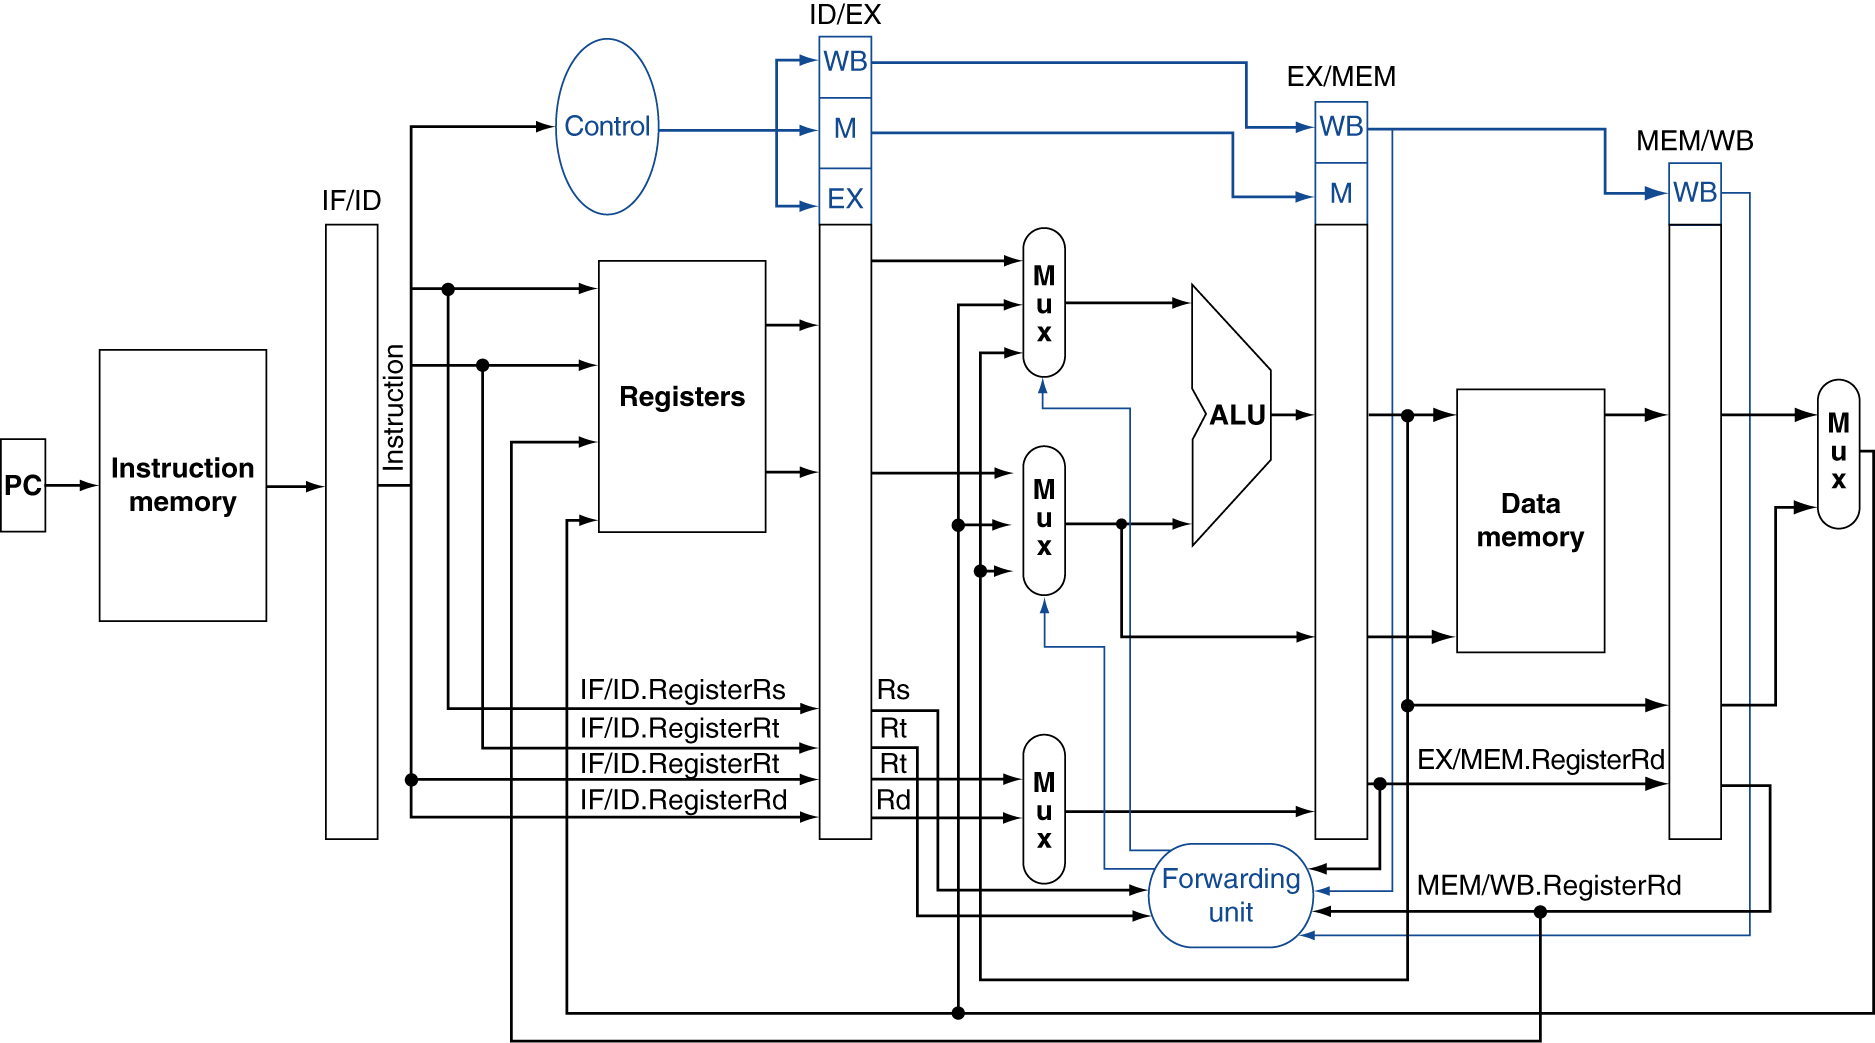 ID/EX
WB
EX/MEM
Control
M
WB
MEM/WB
IF/ID
EX
M
WB
M
u
x
Instruction
Registers
ALU
M
u
x
PC
Instruction
memory
M
u
x
Data
memory
IF/ID.RegisterRs
Rs
IF/ID.RegisterRt
Rt
IF/ID.RegisterRt
Rt
IF/ID.RegisterRd
Rd
M
u
x
EX/MEM.RegisterRd
Forwarding
unit
MEM/WB.RegisterRd